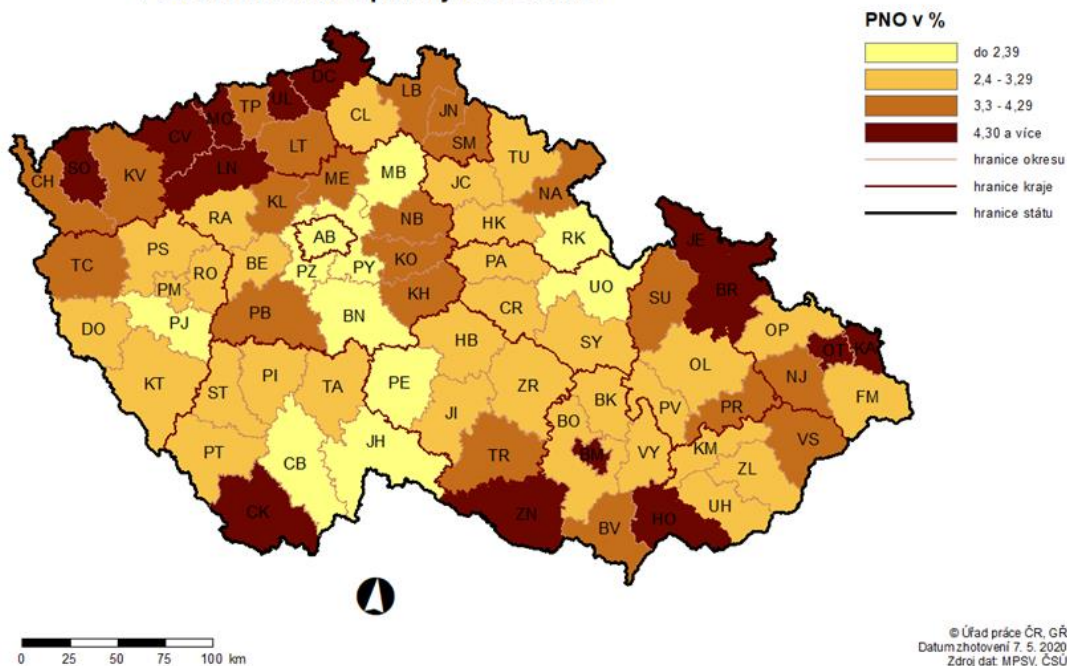 PNO v %
do 2,39
2,4 - 3,29
3,3 - 4,29
4,30 a více
hranice okresu
hranice kraje
hranice státu
DC
LB
UL
TP
JN
MO
CL
CV
LT
SM
TU
SO
LN
MB
CH
KV
ME
JC
NA
KL
RA
NB
HK
RK
AB
JE
PS
TC
RO
BE
PZ
PY
KO
PA
PM
KH
UO
SU
BR
PB
BN
CR
PJ
DO
OP
OT
KA
HB
SY
OL
NJ
KT
ST
PI
TA
PE
ZR
FM
BK
JI
PV
PR
BO
VS
PT
CB
JH
TR
BM
VY
KM
ZL
CK
ZN
BV
HO
UH
0 25 50 75 100 km
© Úřad práce ČR, GŘ
Datum zhotovení 7. 5. 2020
Zdroj dat: MPSV, ČSÚ